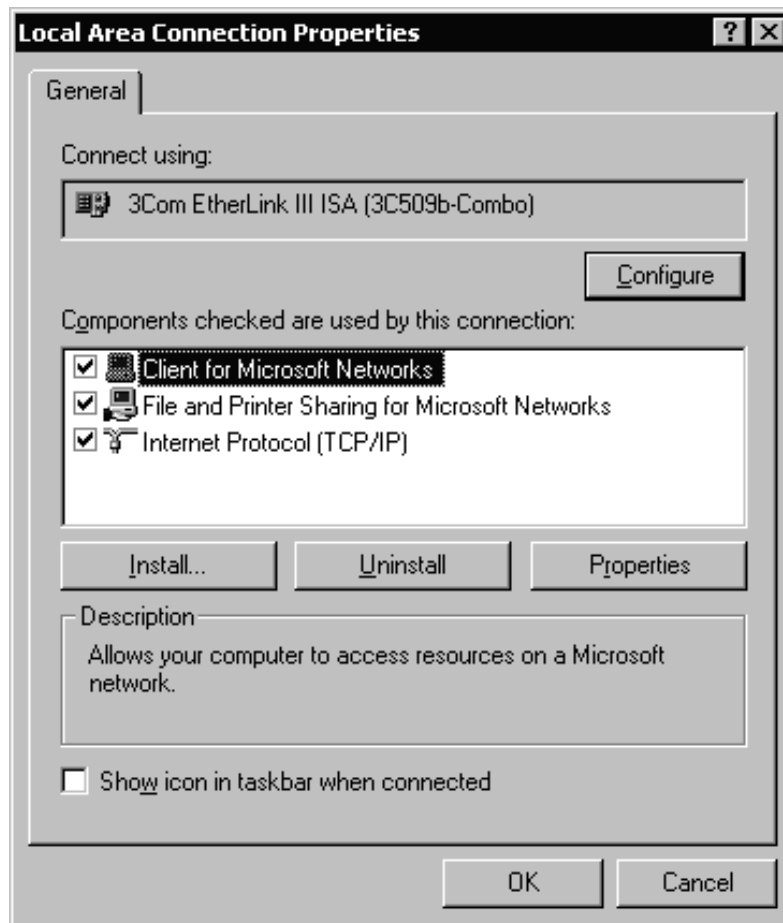 Local Area Connection Properties
General
Connect using:
3Com EtherLink III ISA (3C509b-Combo)
Configure
Components checked are used by this connection:
Client for Microsoft Networks
File and Printer Sharing for Microsoft Networks
Internet Protocol (TCP/IP)
Install... Uninstall Properties
Description
Allows your computer to access resources on a Microsoft
network.
Show icon in taskbar when connected
OK Cancel